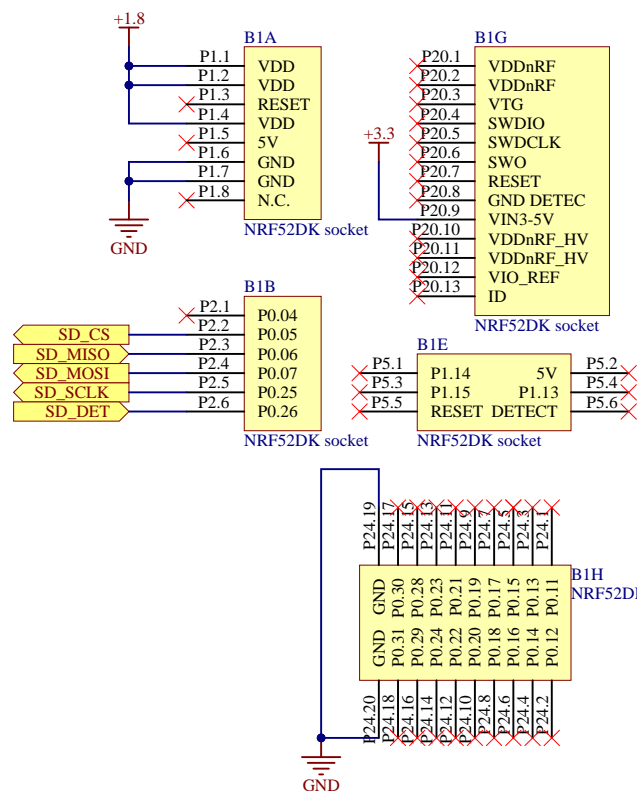 +1.8
B1A
P1.1 VDD
P1.2 VDD
P1.3 RESET
P1.4 VDD
P1.5 5V
P1.6 GND
P1.7 GND
P1.8 N.C.
GND
NRF52DK socket
B1G
P20.1 VDDnRF
P20.2 VDDnRF
P20.3 VTG
P20.4 SWDIO
+3.3
P20.5 SWDCLK
P20.6 SWO
P20.7 RESET
P20.8 GND DETEC
P20.9 VIN3-5V
P20.10 VDDnRF_HV
P20.11 VDDnRF_HV
P20.12 VIO_REF
P20.13 ID
NRF52DK socket
B1B
P2.1 P0.04
SD_CS P2.2 P0.05
SD_MISO P2.3 P0.06
SD_MOSI P2.4 P0.07
SD_SCLK P2.5 P0.25
SD_DET P2.6 P0.26
NRF52DK socket
B1E
P5.1 P1.14 5V P5.2
P5.3 P1.15 P1.13 P5.4
P5.5 RESET DETECT P5.6
NRF52DK socket
P24.19 P24.17 P24.15 P24.13 P24.11 P24.9 P24.7 P24.5 P24.3 P24.1
B1H
NRF52D
GND P0.30 P0.28 P0.23 P0.21 P0.19 P0.17 P0.15 P0.13 P0.11
GND P0.31 P0.29 P0.24 P0.22 P0.20 P0.18 P0.16 P0.14 P0.12
P24.20 P24.18 P24.16 P24.14 P24.12 P24.10 P24.8 P24.6 P24.4 P24.2
GND